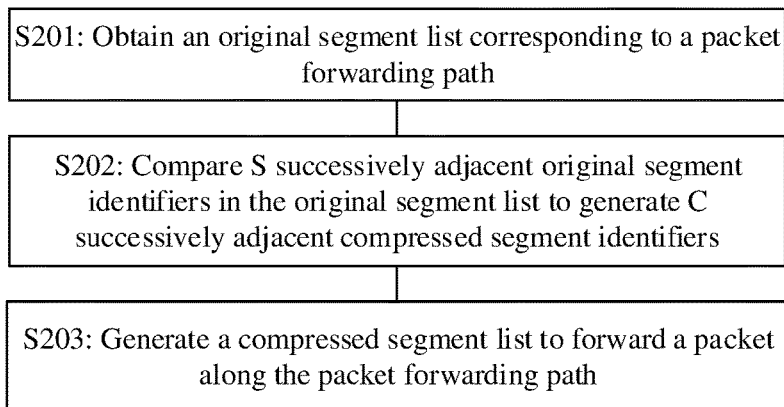 S201: Obtain an original segment list corresponding to a packet
forwarding path
S202: Compare S successively adjacent original segment
identifiers in the original segment list to generate C
successively adjacent compressed segment identifiers
S203: Generate a compressed segment list to forward a packet
along the packet forwarding path